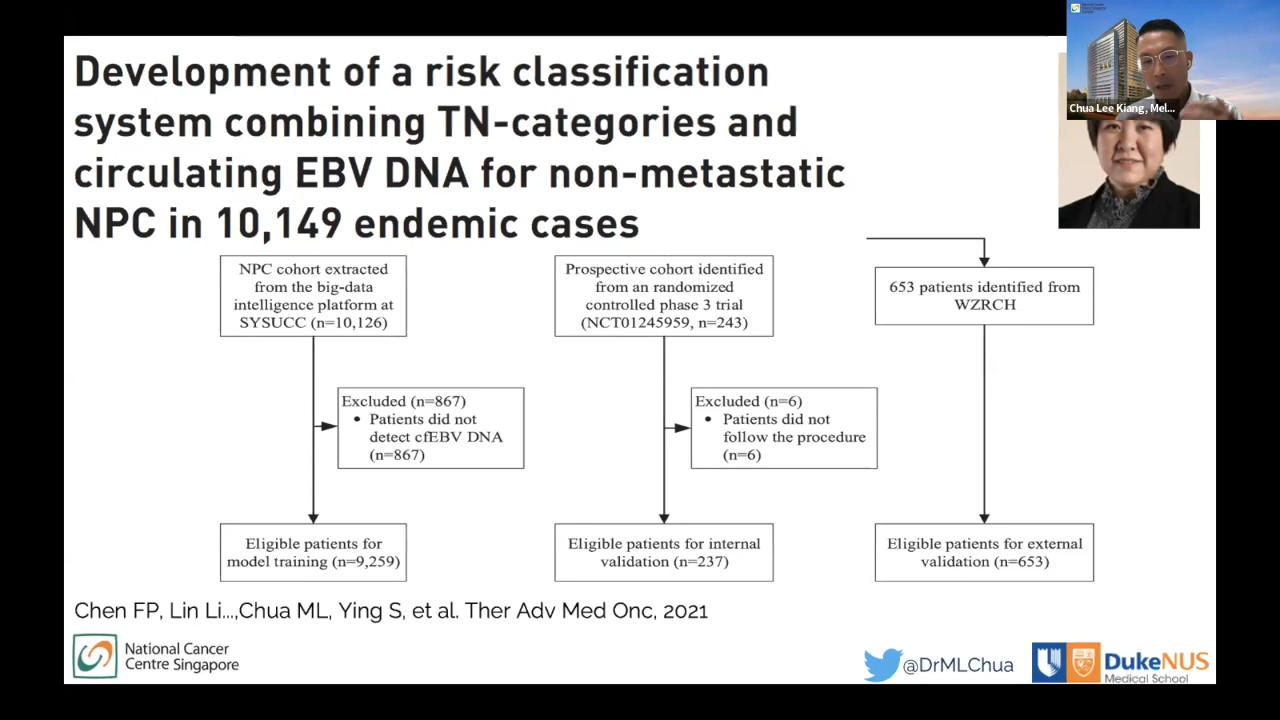 Development of a risk classification
system combining TN-categories and
circulating EBV DNA for non-metastatic
NPC in 10,149 endemic cases
Chua Lee Kiang, Mel...
NPC cohort extracted
from the big-data
intelligence platform at
SYSUCC (n=10,126)
Prospective cohort identified
from an randomized
controlled phase 3 trial
(NCT01245959, n=243)
653 patients identified from
WZRCH
Excluded (n=867)
• Patients did not
detect cfEBV DNA
(n=867)
Excluded (n=6)
• Patients did not
follow the procedure
(n=6)
Eligible patients for
model training (n=9,259)
Eligible patients for internal
validation (n=237)
Eligible patients for external
validation (n=653)
Chen FP, Lin Li...,Chua ML, Ying S, et al. Ther Adv Med Onc, 2021
National Cancer
Centre Singapore
@DrMLChua
DukeNUS
Medical School